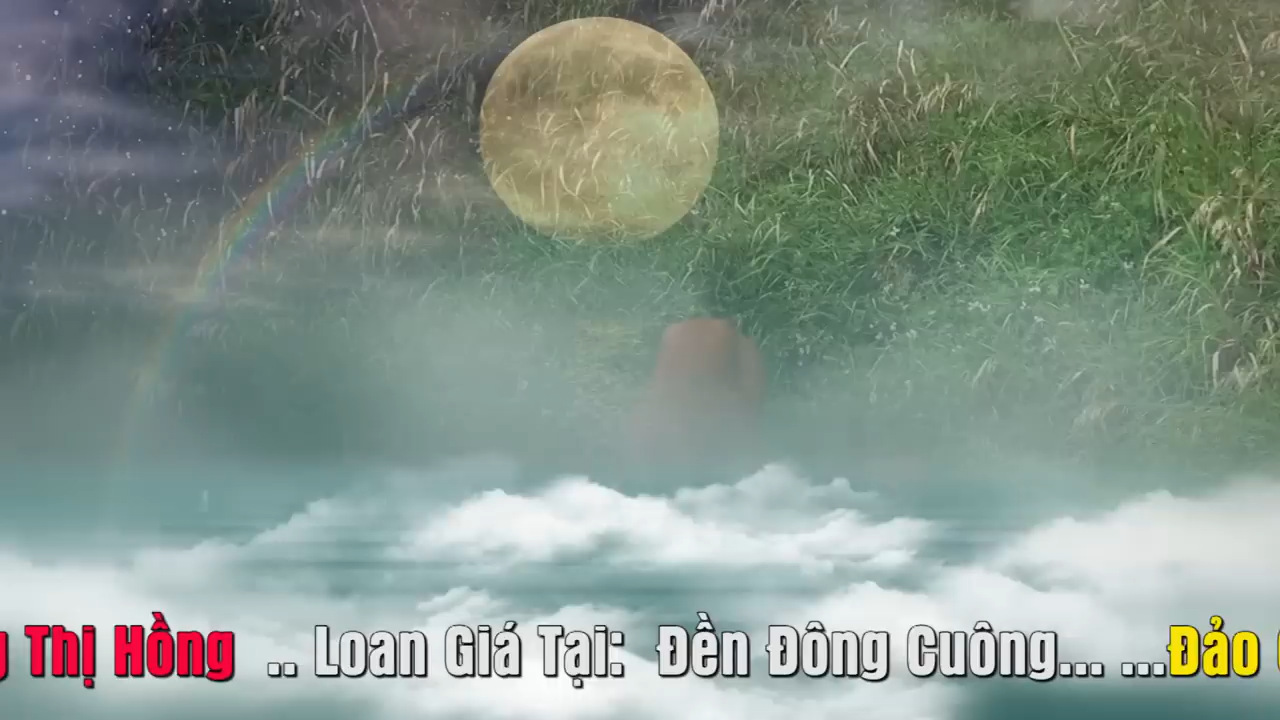 Thị Hồng .. Loan Giá Tại: Đền Đông Cuông... ...Đảo